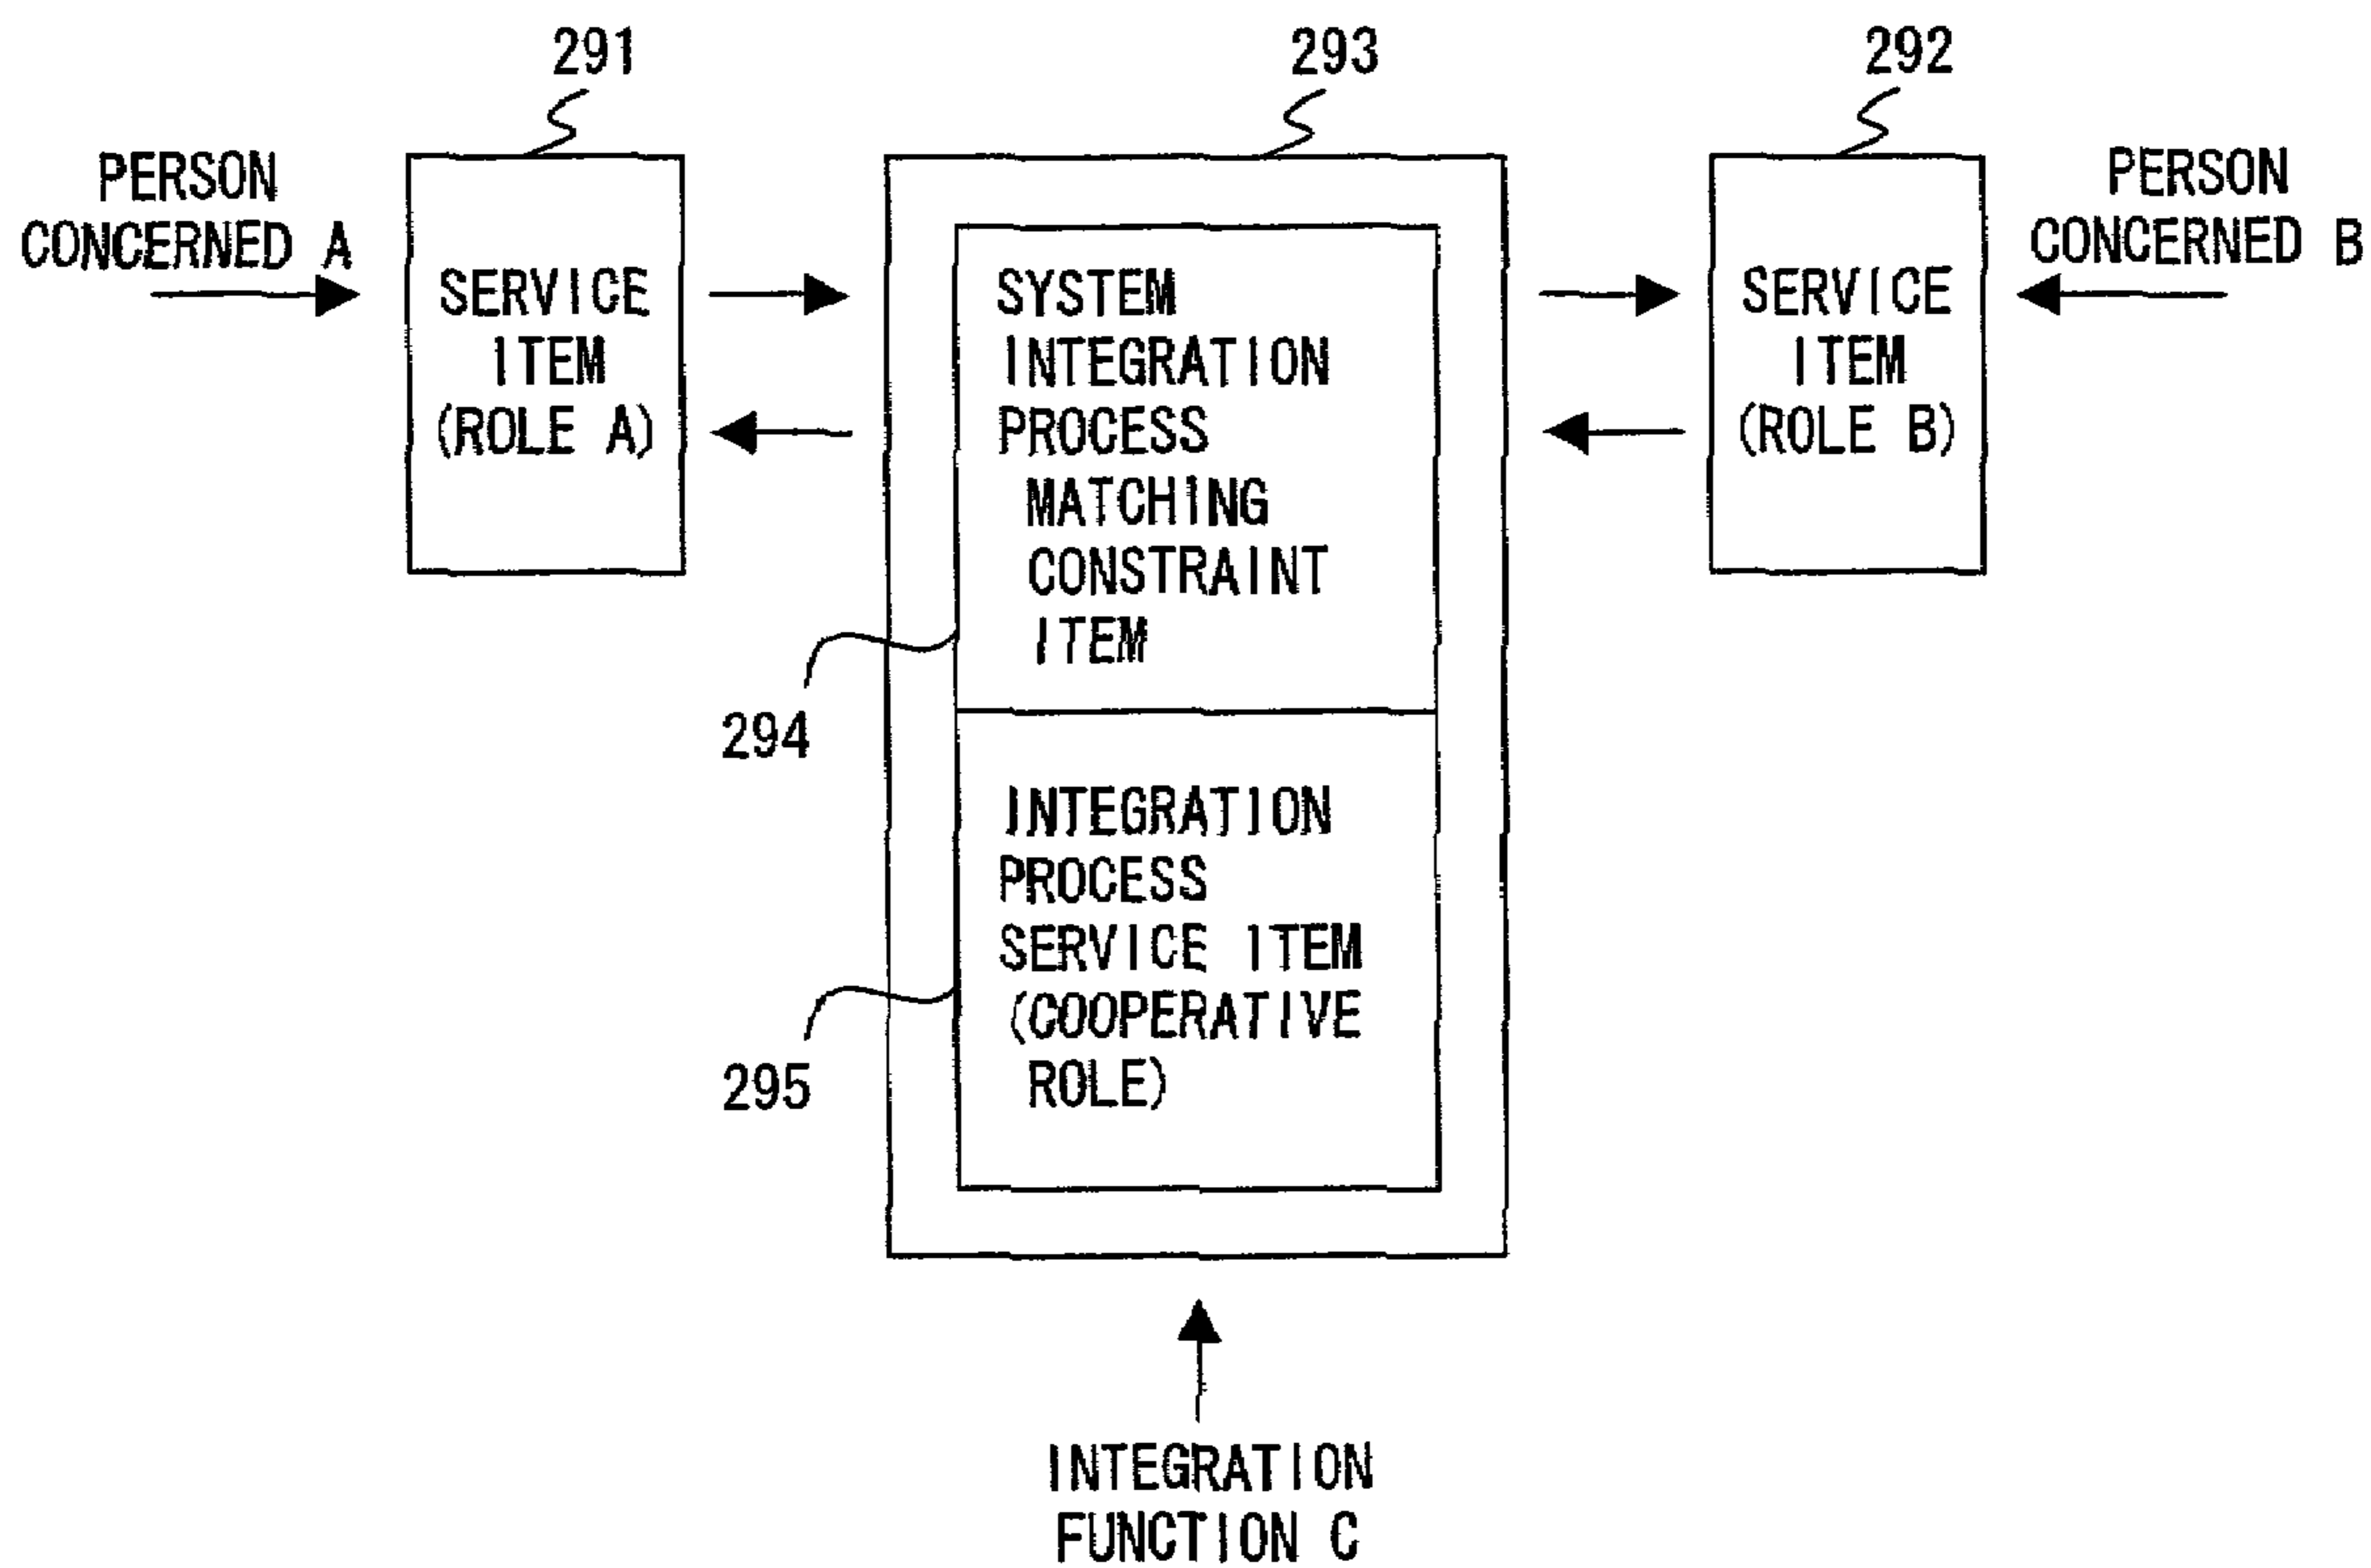 291
293
292
PERSON
CONCERNED A
SERVICE
ITEM
(ROLE A)
SYSTEM
INTEGRATION
PROCESS
MATCHING
CONSTRAINT
ITEM
294
INTEGRATION
PROCESS
SERVICE ITEM
(COOPERATIVE
ROLE)
295
SERVICE
ITEM
(ROLE B)
PERSON
CONCERNED B
INTEGRATION
FUNCTION C